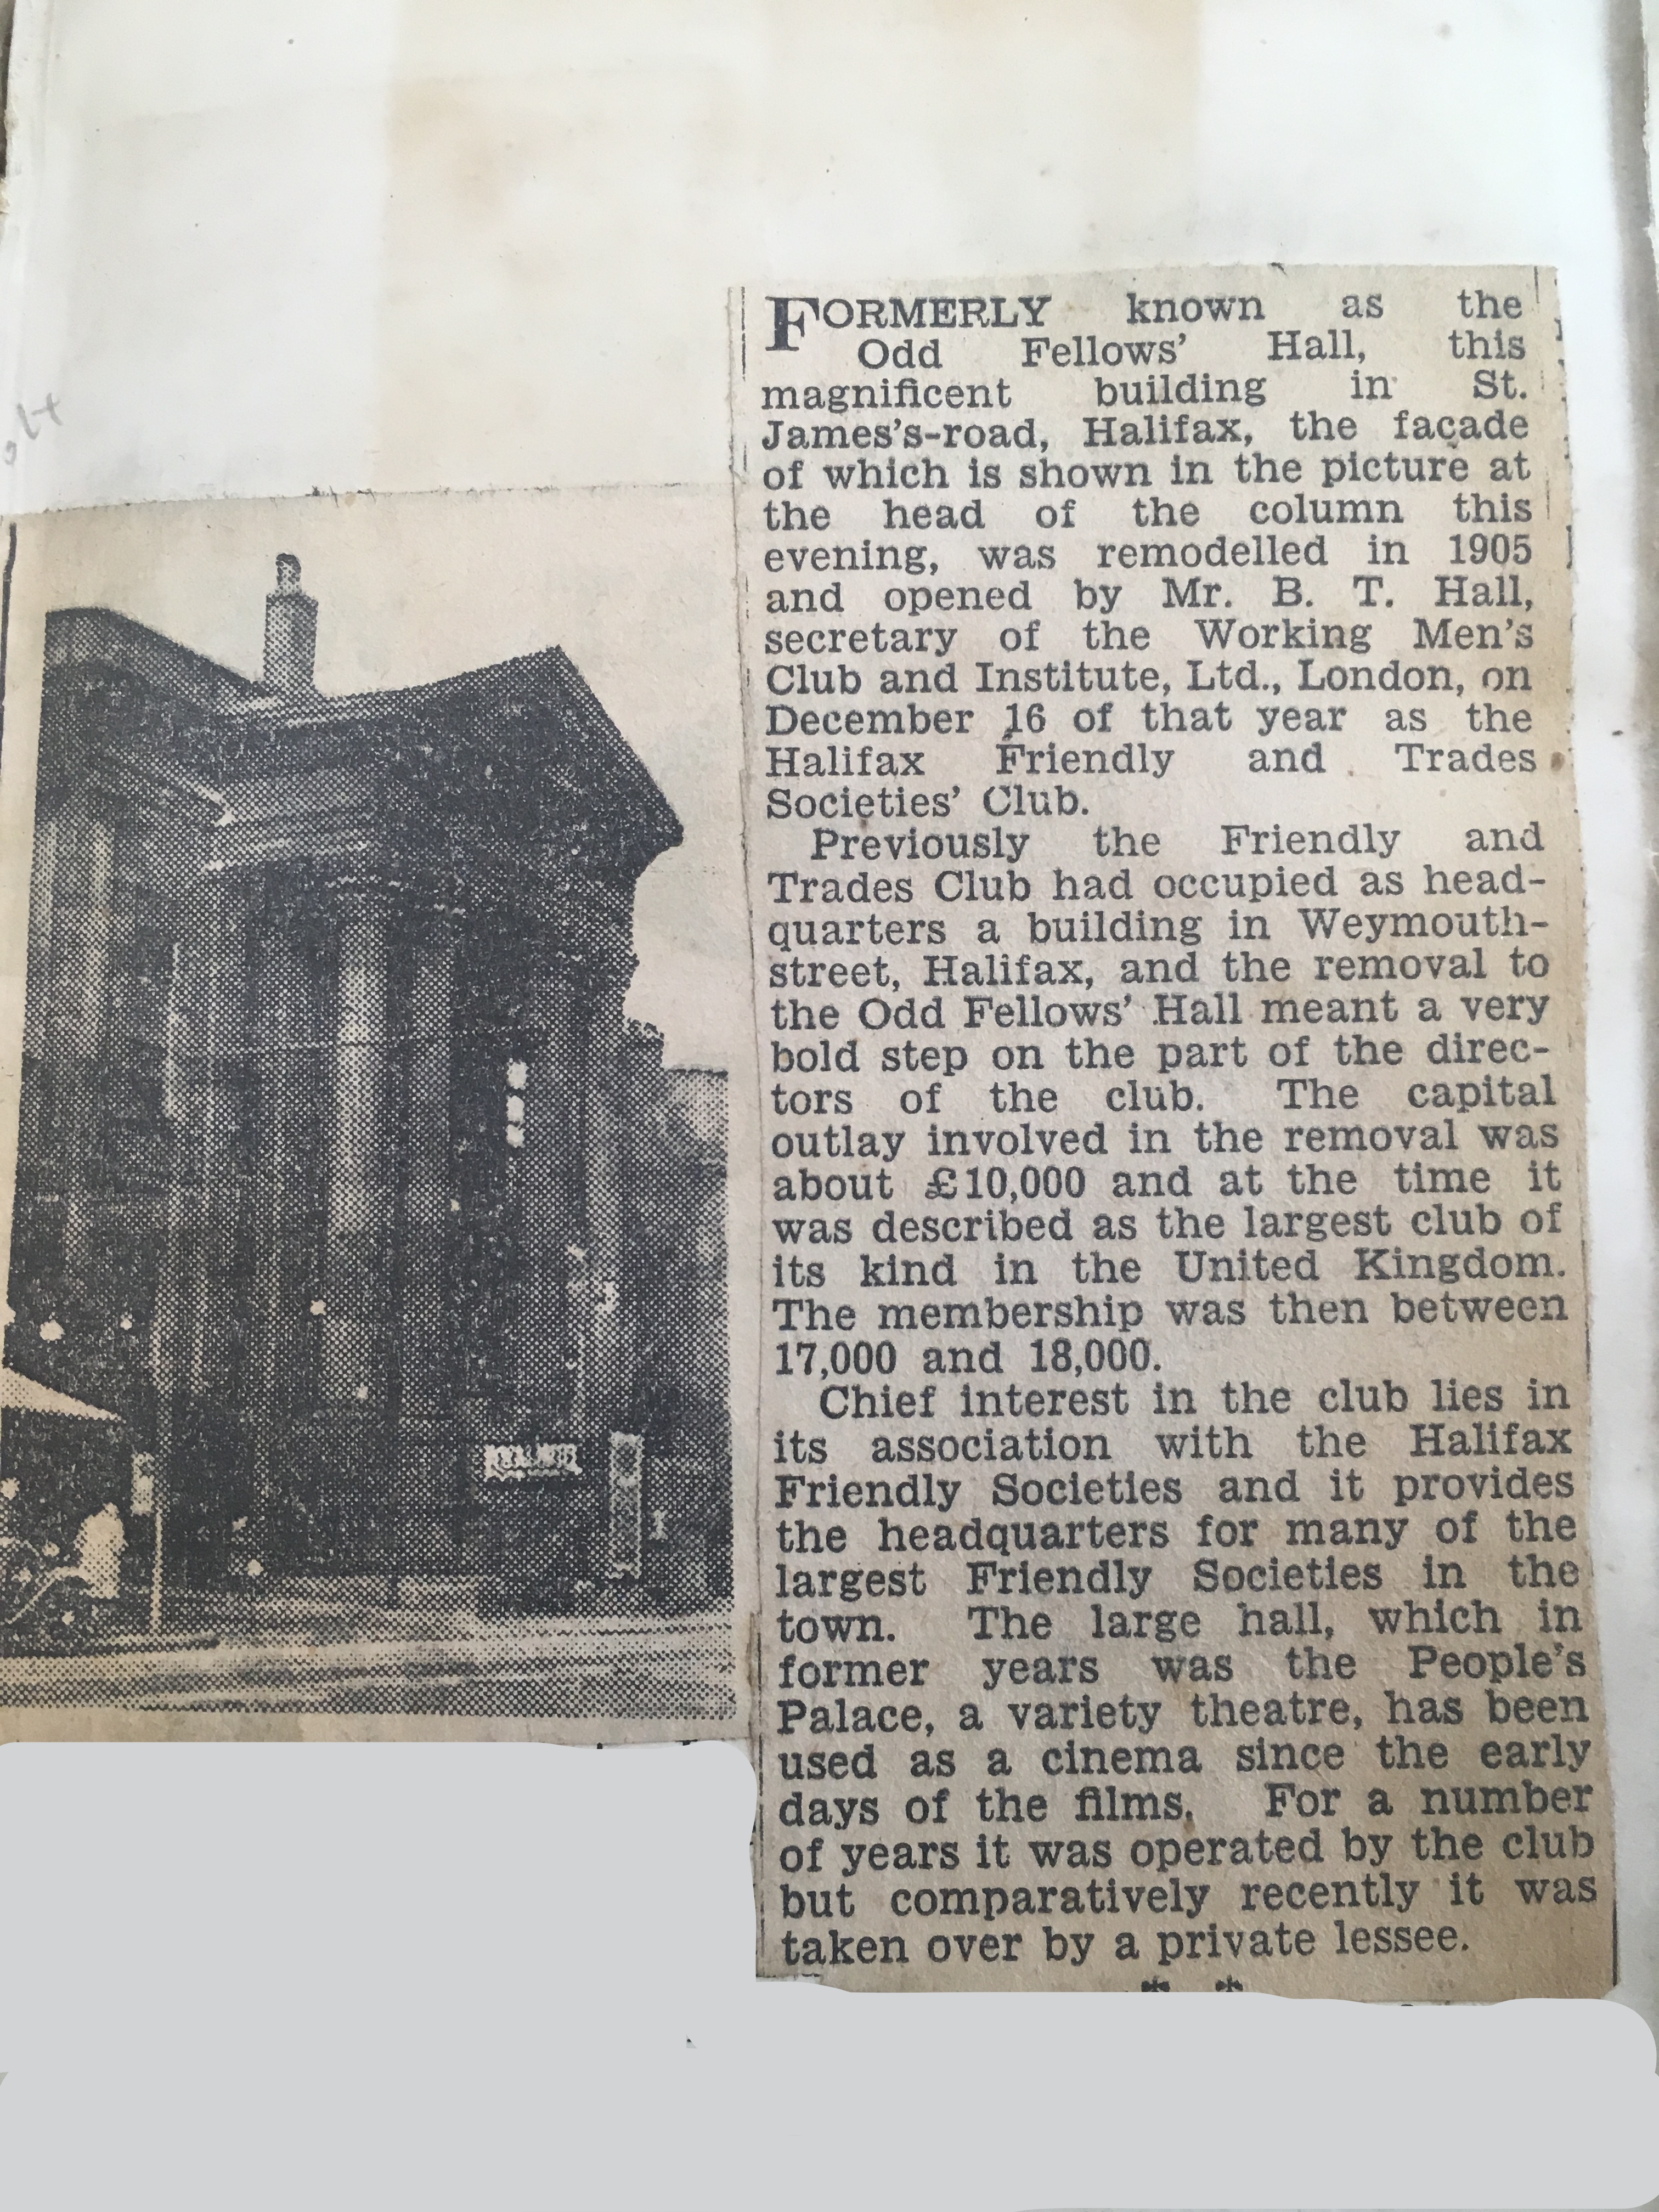 FORMERLY known as the
Odd Fellows' Hall, this
magnificent building in St.
James's-road, Halifax, the façade
of which is shown in the picture at
the head of the column this
evening, was remodelled in 1905
and opened by Mr. B. T. Hall,
secretary of the Working Men's
Club and Institute, Ltd., London, on
December 16 of that year as the
Halifax Friendly and Trades
Societies' Club.
Previously the Friendly and
Trades Club had occupied as head-
quarters a building in Weymouth-
street, Halifax, and the removal to
the Odd Fellows' Hall meant a very
bold step on the part of the direc-
tors of the club. The capital
outlay involved in the removal was
about £10,000 and at the time it
was described as the largest club of
its kind in the United Kingdom.
The membership was then between
17,000 and 18,000.
Chief interest in the club lies in
its association with the Halifax
Friendly Societies and it provides
the headquarters for many of the
largest Friendly Societies in the
town. The large hall, which in
former years was the People's
Palace, a variety theatre, has been
used as a cinema since the early
days of the films. For a number
of years it was operated by the club
but comparatively recently it was
taken over by a private lessee.
* *